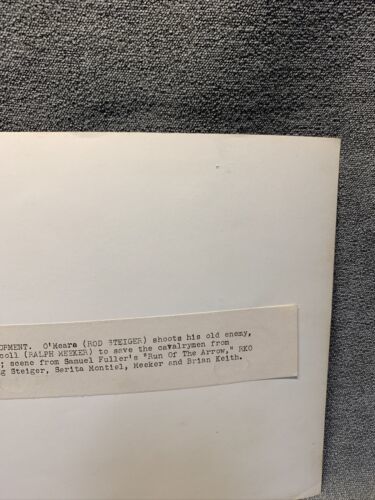 OPMENT. O'Meara (ROD STEIGER) shoots his old enemy,
coll (RALPH MEEKER) to save the cavalrymen from
; scene from Samuel Fuller's "Run Of The Arrow," RKO
g Steiger, Sarita Montiel, Meeker and Brian Keith.